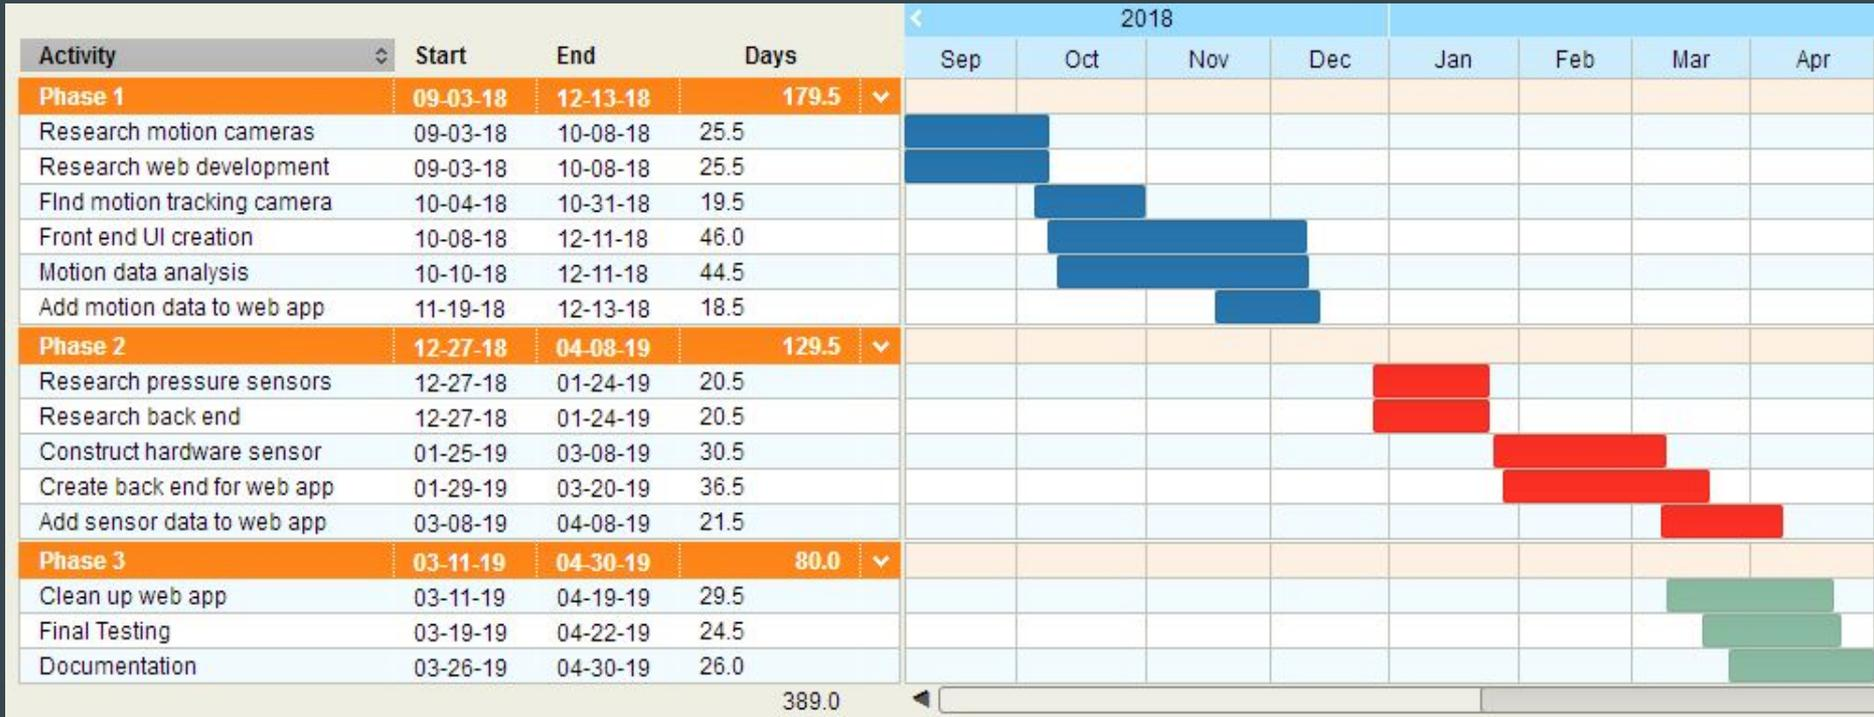 2018
Activity Start End Days Sep Oct Nov Dec Jan Feb Mar Apr
Phase 1 09-03-18 12-13-18 179.5
Research motion cameras 09-03-18 10-08-18 25.5
Research web development 09-03-18 10-08-18 25.5
FInd motion tracking camera 10-04-18 10-31-18 19.5
Front end UI creation 10-08-18 12-11-18 46.0
Motion data analysis 10-10-18 12-11-18 44.5
Add motion data to web app 11-19-18 12-13-18 18.5
Phase 2 12-27-18 04-08-19 129.5
Research pressure sensors 12-27-18 01-24-19 20.5
Research back end 12-27-18 01-24-19 20.5
Construct hardware sensor 01-25-19 03-08-19 30.5
Create back end for web app 01-29-19 03-20-19 36.5
Add sensor data to web app 03-08-19 04-08-19 21.5
Phase 3 03-11-19 04-30-19 80.0
Clean up web app 03-11-19 04-19-19 29.5
Final Testing 03-19-19 04-22-19 24.5
Documentation 03-26-19 04-30-19 26.0
389.0